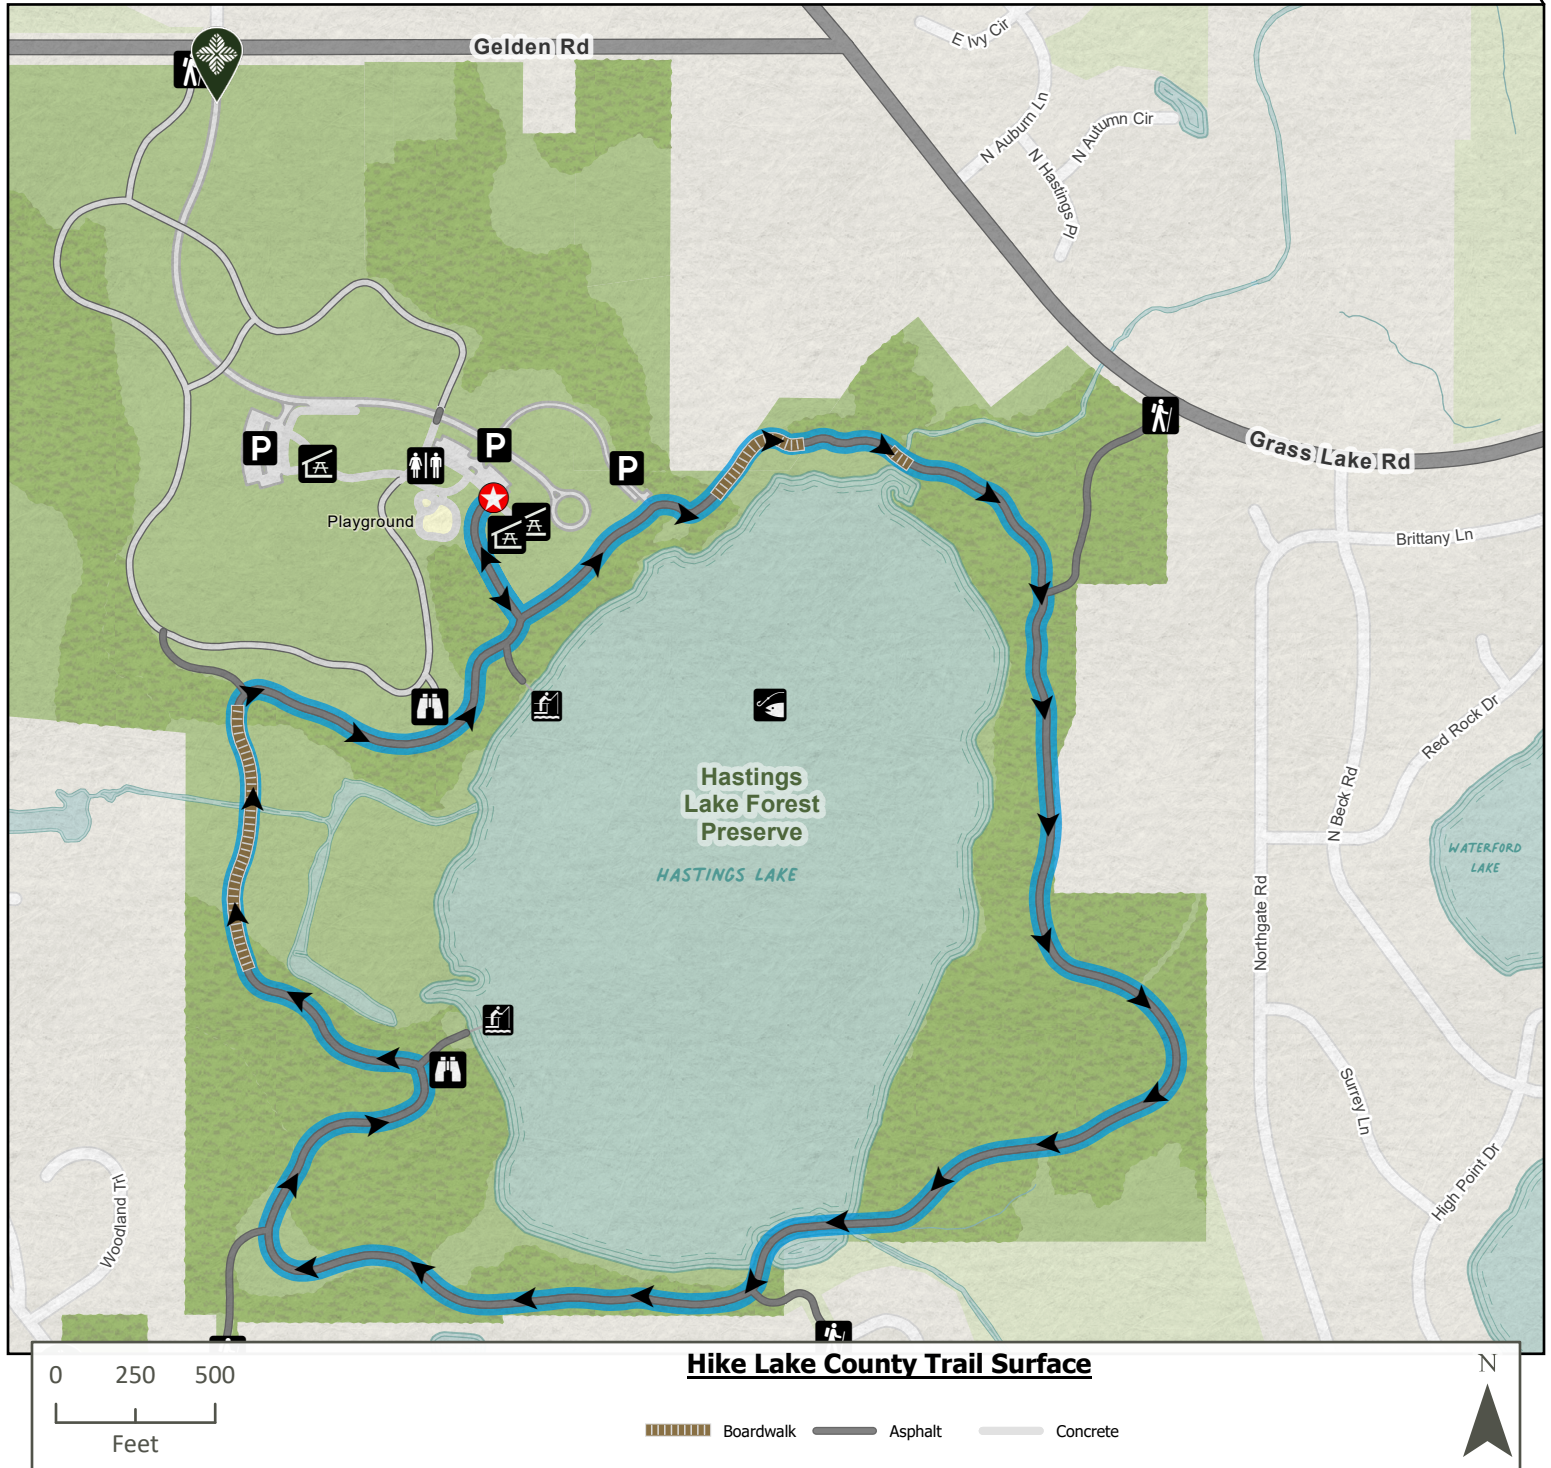 Gelden Rd
E Ivy Cir
N Auburn Ln
N Autumn Cir
N Hastings Pl
Grass Lake Rd
P
P
P
Playground
Brittany Ln
Red Rock Dr
N Beck Rd
Hastings
Lake Forest
Preserve
HASTINGS LAKE
WATERFORD
LAKE
Northgate Rd
Surrey Ln
High Point Dr
Woodland Trl
Hike Lake County Trail Surface
0 250 500
Feet
Boardwalk
Asphalt
Concrete
N